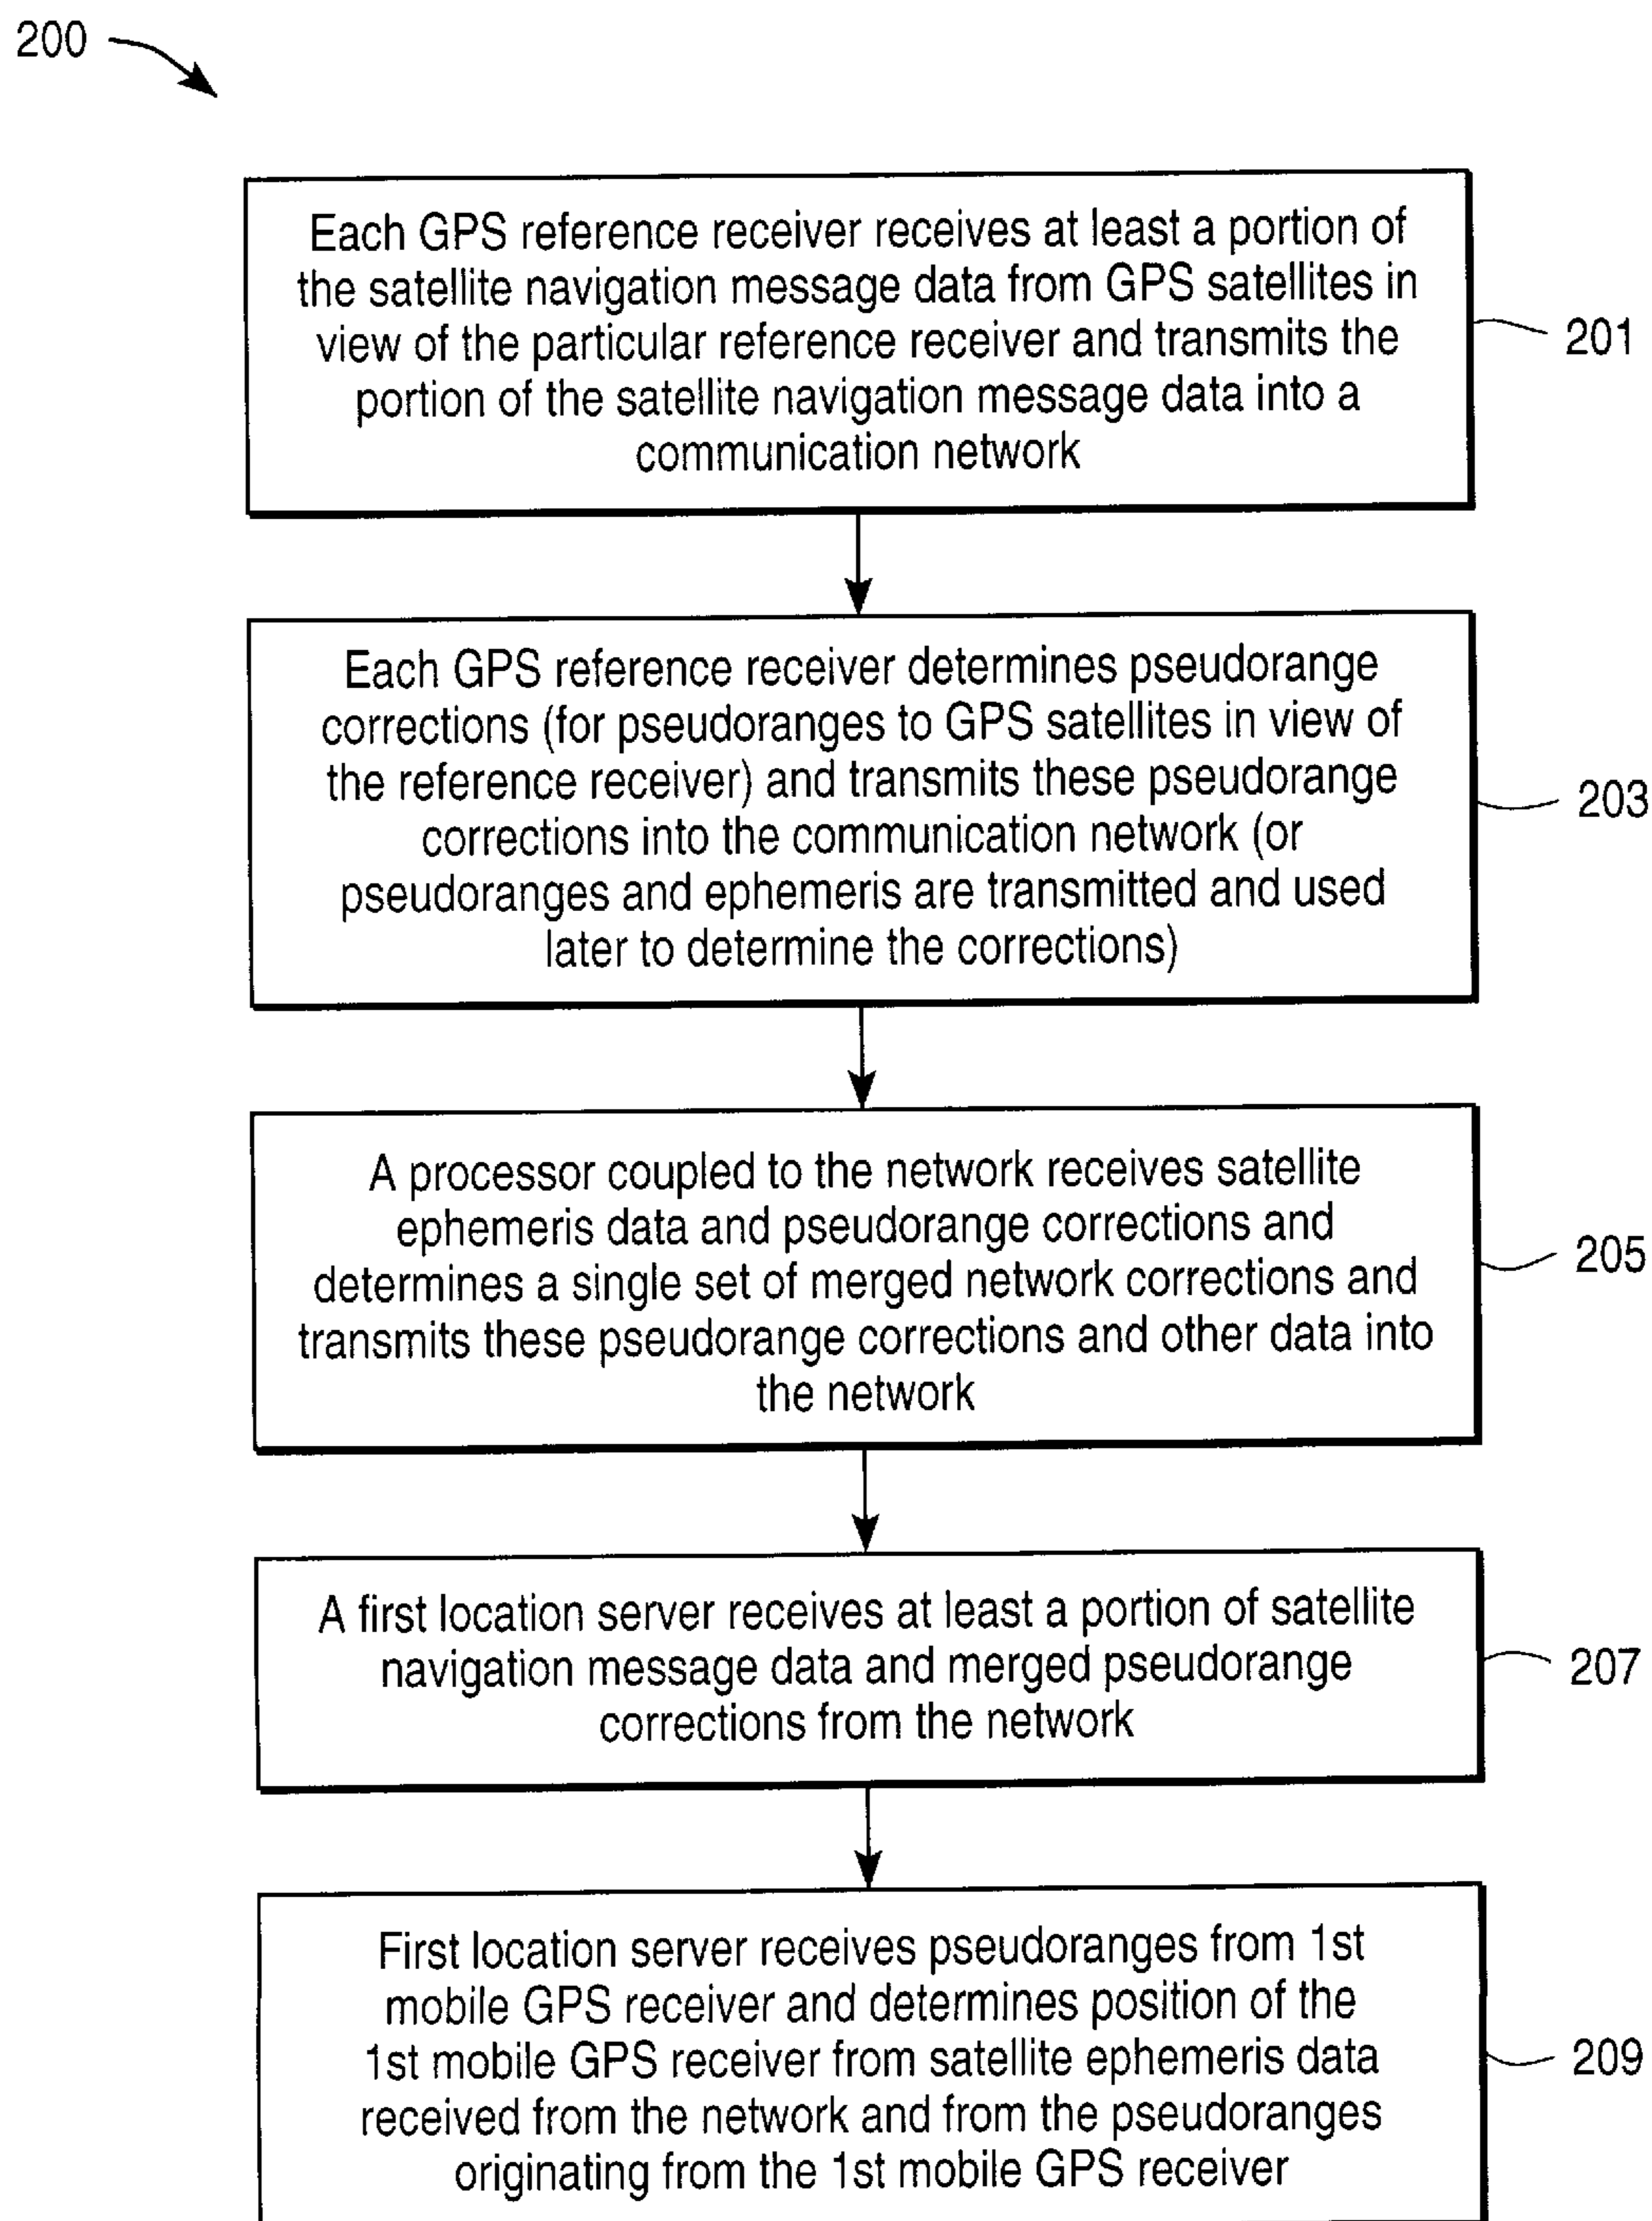 200
Each GPS reference receiver receives at least a portion of
the satellite navigation message data from GPS satellites in
view of the particular reference receiver and transmits the
portion of the satellite navigation message data into a
communication network
201
Each GPS reference receiver determines pseudorange
corrections (for pseudoranges to GPS satellites in view of
the reference receiver) and transmits these pseudorange
corrections into the communication network (or
pseudoranges and ephemeris are transmitted and used
later to determine the corrections)
203
A processor coupled to the network receives satellite
ephemeris data and pseudorange corrections and
determines a single set of merged network corrections and
transmits these pseudorange corrections and other data into
the network
205
A first location server receives at least a portion of satellite
navigation message data and merged pseudorange
corrections from the network
207
First location server receives pseudoranges from 1st
mobile GPS receiver and determines position of the
1st mobile GPS receiver from satellite ephemeris data
received from the network and from the pseudoranges
originating from the 1st mobile GPS receiver
209